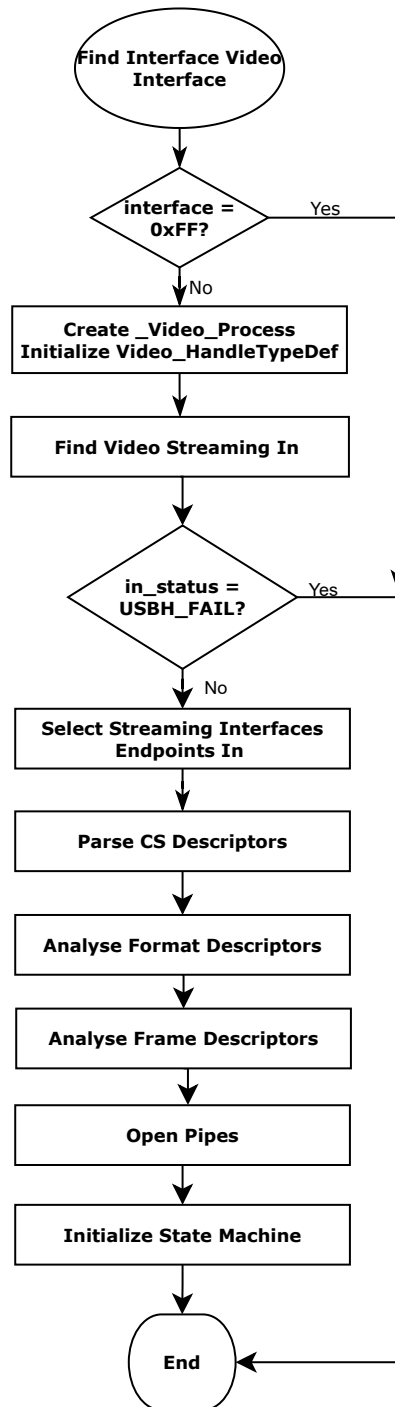 Find Interface Video
Interface
interface =
0xFF?
Yes
No
Create _Video_Process
Initialize Video_HandleTypeDef
Find Video Streaming In
in_status =
USBH_FAIL?
Yes
No
Select Streaming Interfaces
Endpoints In
Parse CS Descriptors
Analyse Format Descriptors
Analyse Frame Descriptors
Open Pipes
Initialize State Machine
End